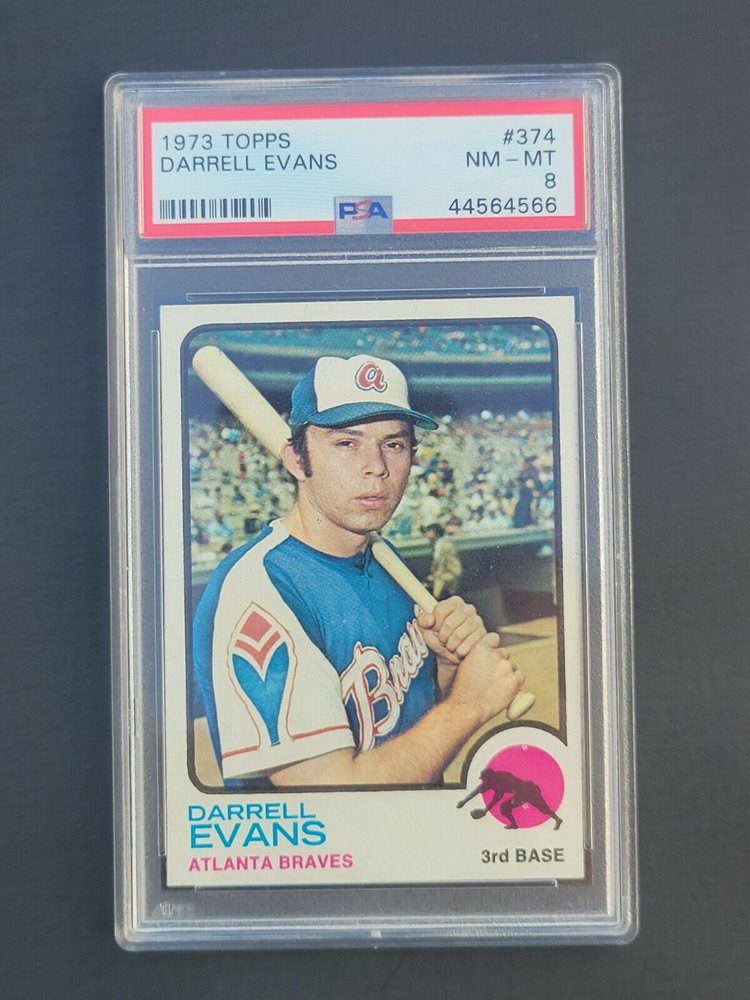 1973 TOPPS #374
DARRELL EVANS NM - MT
8
PSA 44564566
a
Braves
DARRELL
EVANS
ATLANTA BRAVES
3rd BASE